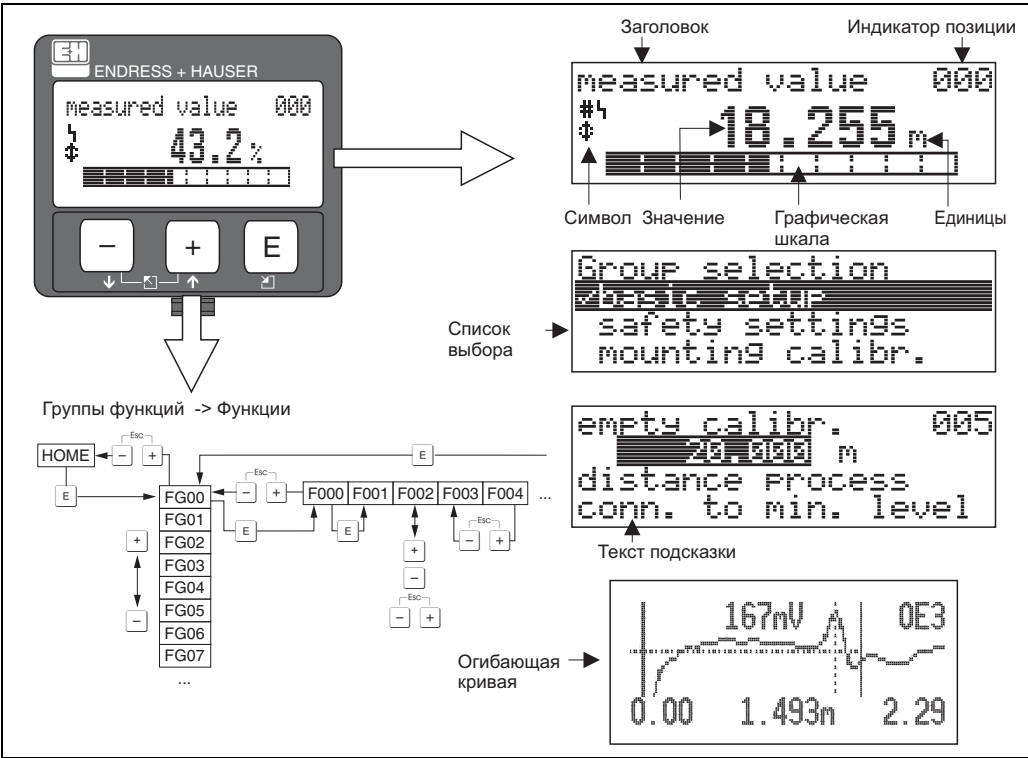 ENDRESS + HAUSER
measured value 000
43.2 %
− + E
Группы функций -> Функции
HOME
Esc
− +
E
FG00
FG01
FG02
FG03
FG04
FG05
FG06
FG07
...
+
−
Esc
− +
E
E
F000 F001 F002 F003 F004 ...
E
+
−
Esc
− +
Esc
− +
Заголовок
Индикатор позиции
measured value 000
18.255 m
Символ Значение Графическая шкала Единицы
Group selection
✓basic setup
safety settings
mounting calibr.
Список
выбора
empty calibr. 005
20.000 m
distance process
conn. to min. level
Текст подсказки
167mV 0E3
0.00 1.493m 2.29
Огибающая
кривая